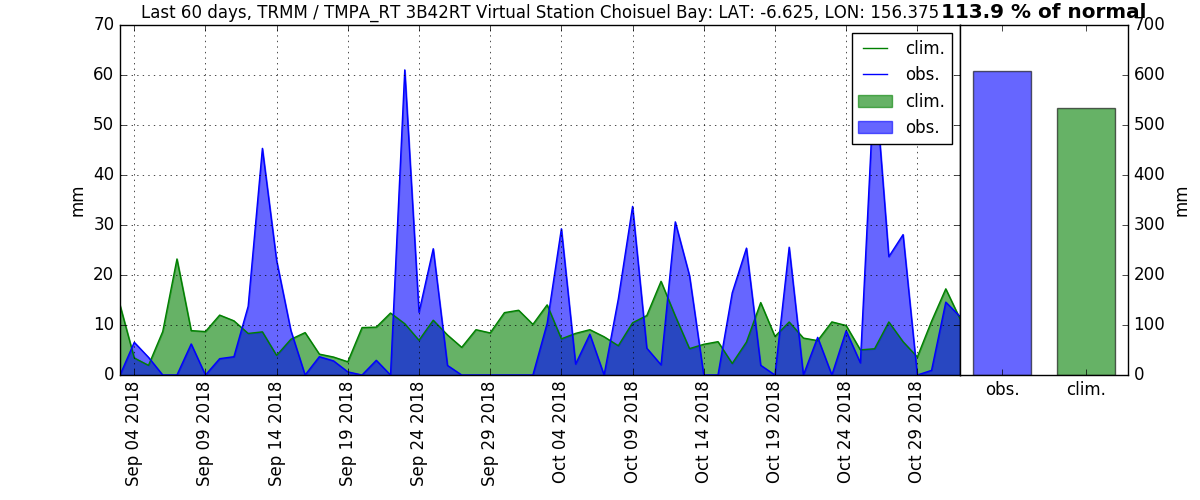 Last 60 days, TRMM / TMPA_RT 3B42RT Virtual Station Choisuel Bay: LAT: -6.625, LON: 156.375
113.9 % of normal
70
60
50
40
30
20
10
0
mm
clim.
obs.
clim.
obs.
700
600
500
400
300
200
100
0
mm
Sep 04 2018
Sep 09 2018
Sep 14 2018
Sep 19 2018
Sep 24 2018
Sep 29 2018
Oct 04 2018
Oct 09 2018
Oct 14 2018
Oct 19 2018
Oct 24 2018
Oct 29 2018
obs.
clim.